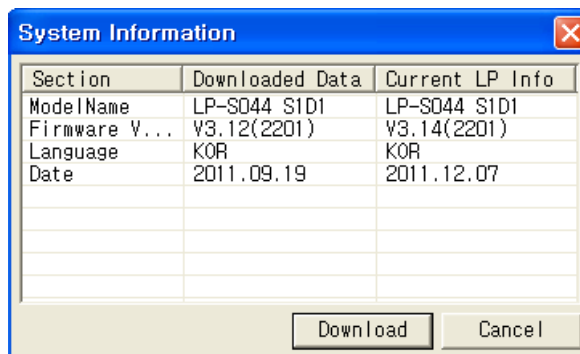 System Information
Section Downloaded Data Current LP Info
ModelName LP-S044 S1D1 LP-S044 S1D1
Firmware V... V3.12(2201) V3.14(2201)
Language KOR KOR
Date 2011.09.19 2011.12.07
Download Cancel